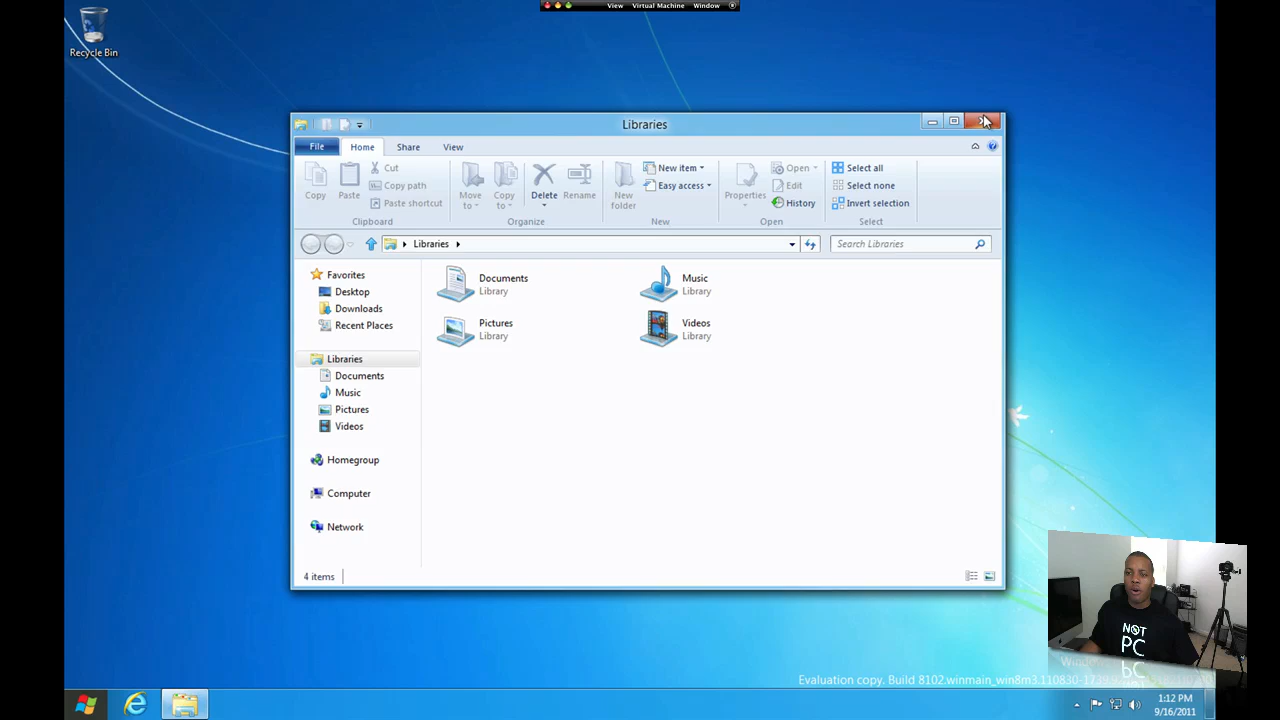 View Virtual Machine Window
Recycle Bin
Libraries
File Home Share View
Copy
Paste
Cut
Copy path
Paste shortcut
Move to
Copy to
Delete
Rename
New folder
New item
Easy access
Properties
Open
Edit
History
Select all
Select none
Invert selection
Clipboard Organize New Open Select
Libraries
Search Libraries
Favorites
Desktop
Downloads
Recent Places
Libraries
Documents
Music
Pictures
Videos
Homegroup
Computer
Network
Documents
Library
Music
Library
Pictures
Library
Videos
Library
4 items
NOT
PC
Evaluation copy. Build 8102.winmain_win8m3.110830-1739
1:12 PM
9/16/2011